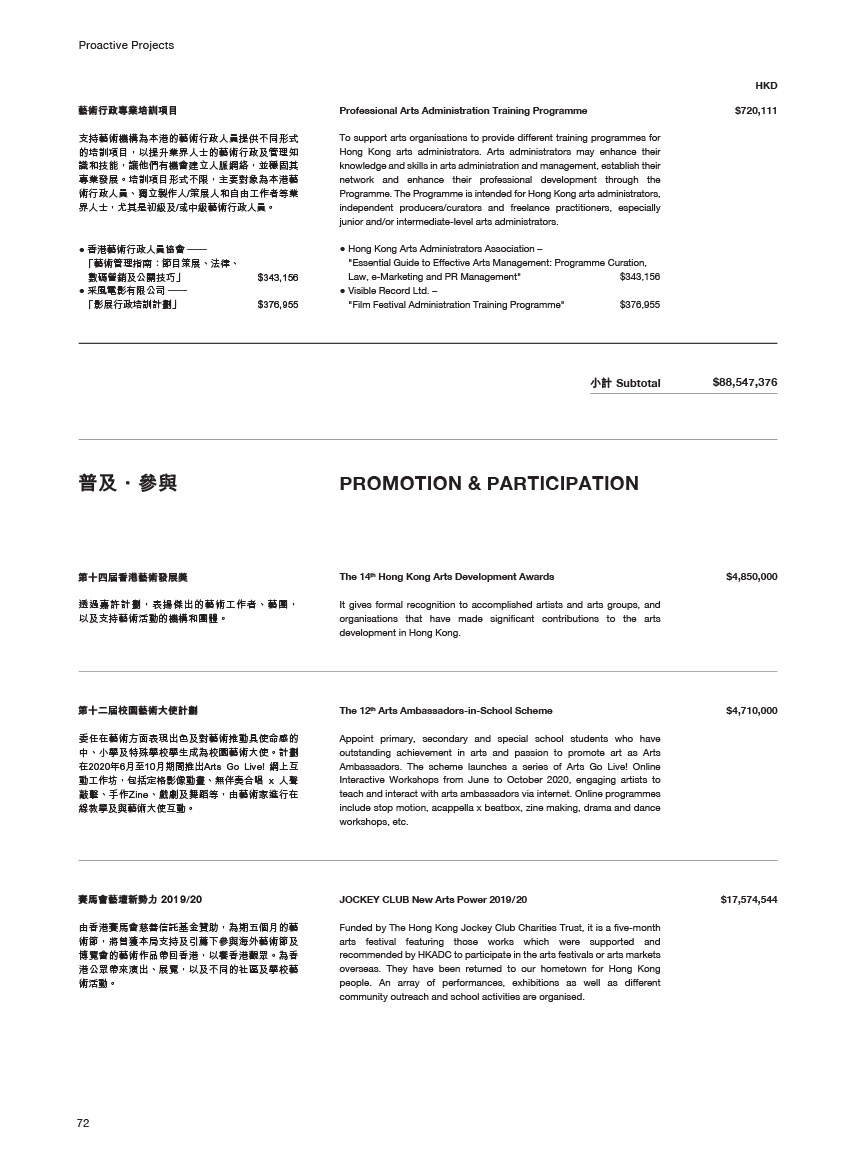 Proactive Projects
HKD
藝術行政專業培訓項目
Professional Arts Administration Training Programme
$720,111
支持藝術機構為本港的藝術行政人員提供不同形式
的培訓項目，以提升業界人士的藝術行政及管理知
識和技能，讓他們有機會建立人脈網絡，並鞏固其
專業發展。培訓項目形式不限，主要對象為本港藝
術行政人員、獨立製作人/策展人和自由工作者等業
界人士，尤其是初級及/或中級藝術行政人員。
To support arts organisations to provide different training programmes for
Hong Kong arts administrators. Arts administrators may enhance their
knowledge and skills in arts administration and management, establish their
network and enhance their professional development through the
Programme. The Programme is intended for Hong Kong arts administrators,
independent producers/curators and freelance practitioners, especially
junior and/or intermediate-level arts administrators.
● 香港藝術行政人員協會 ——
「藝術管理指南：節目策展、法律、
數碼營銷及公關技巧」 $343,156
● 采風電影有限公司 ——
「影展行政培訓計劃」 $376,955
● Hong Kong Arts Administrators Association –
"Essential Guide to Effective Arts Management: Programme Curation,
Law, e-Marketing and PR Management" $343,156
● Visible Record Ltd. –
"Film Festival Administration Training Programme" $376,955
小計 Subtotal $88,547,376
普及．參與
PROMOTION & PARTICIPATION
第十四屆香港藝術發展獎
The 14th Hong Kong Arts Development Awards
$4,850,000
透過嘉許計劃，表揚傑出的藝術工作者、藝團，
以及支持藝術活動的機構和團體。
It gives formal recognition to accomplished artists and arts groups, and
organisations that have made significant contributions to the arts
development in Hong Kong.
第十二屆校園藝術大使計劃
The 12th Arts Ambassadors-in-School Scheme
$4,710,000
委任在藝術方面表現出色及對藝術推動具使命感的
中、小學及特殊學校學生成為校園藝術大使。計劃
在2020年6月至10月期間推出Arts Go Live! 網上互
動工作坊，包括定格影像動畫、無伴奏合唱 x 人聲
敲擊、手作Zine、戲劇及舞蹈等，由藝術家進行在
線教學及與藝術大使互動。
Appoint primary, secondary and special school students who have
outstanding achievement in arts and passion to promote art as Arts
Ambassadors. The scheme launches a series of Arts Go Live! Online
Interactive Workshops from June to October 2020, engaging artists to
teach and interact with arts ambassadors via internet. Online programmes
include stop motion, acappella x beatbox, zine making, drama and dance
workshops, etc.
賽馬會藝壇新勢力 2019/20
JOCKEY CLUB New Arts Power 2019/20
$17,574,544
由香港賽馬會慈善信託基金贊助，為期五個月的藝
術節，將曾獲本局支持及引薦下參與海外藝術節及
博覽會的藝術作品帶回香港，以饗香港觀眾。為香
港公眾帶來演出、展覽，以及不同的社區及學校藝
術活動。
Funded by The Hong Kong Jockey Club Charities Trust, it is a five-month
arts festival featuring those works which were supported and
recommended by HKADC to participate in the arts festivals or arts markets
overseas. They have been returned to our hometown for Hong Kong
people. An array of performances, exhibitions as well as different
community outreach and school activities are organised.
72